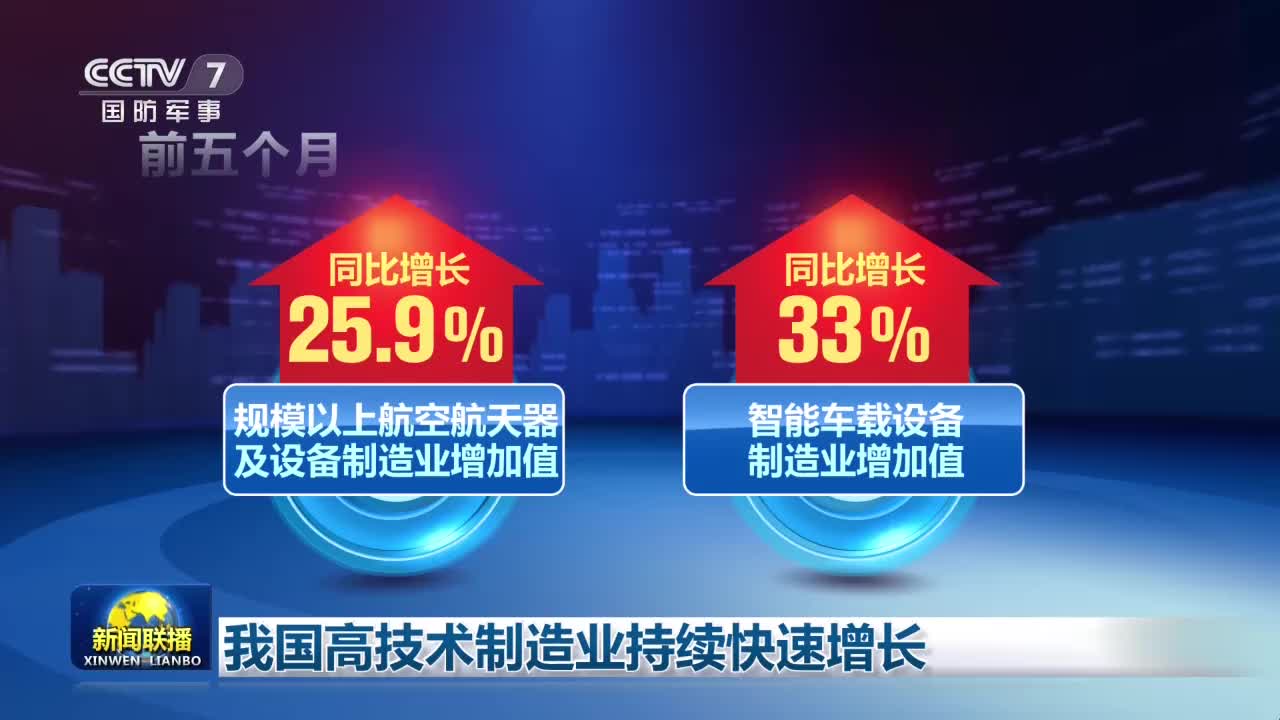 CCTV 7
国防军事
前五个月
同比增长
25.9%
规模以上航空航天器
及设备制造业增加值
同比增长
33%
智能车载设备
制造业增加值
新闻联播
XINWEN LIANBO
我国高技术制造业持续快速增长